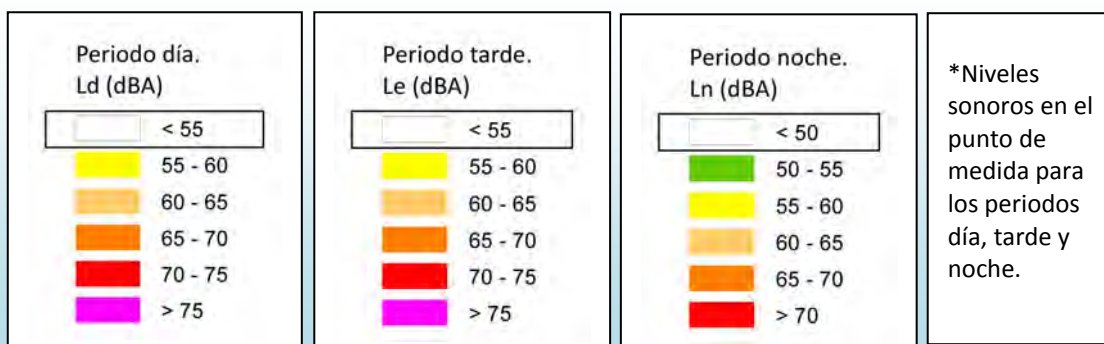 Periodo día.
Ld (dBA)
< 55
55 - 60
60 - 65
65 - 70
70 - 75
> 75
Periodo tarde.
Le (dBA)
< 55
55 - 60
60 - 65
65 - 70
70 - 75
> 75
Periodo noche.
Ln (dBA)
< 50
50 - 55
55 - 60
60 - 65
65 - 70
> 70
*Niveles
sonoros en el
punto de
medida para
los periodos
día, tarde y
noche.